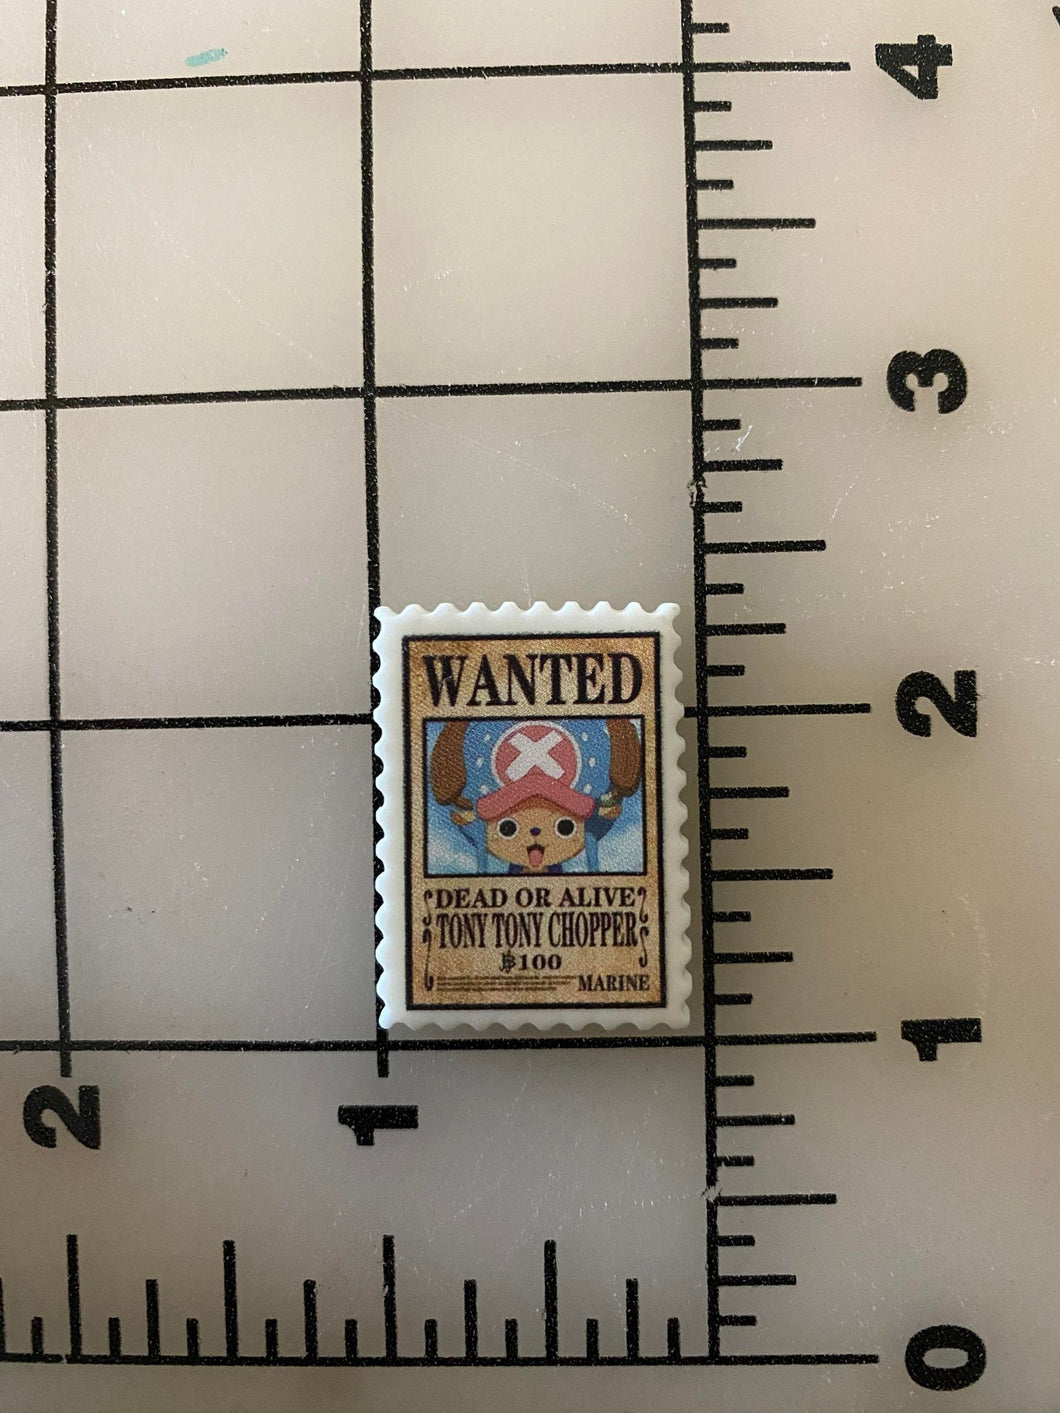 4
3
2
1
0
2
1
WANTED
DEAD OR ALIVE
TONY TONY CHOPPER
฿100
MARINE